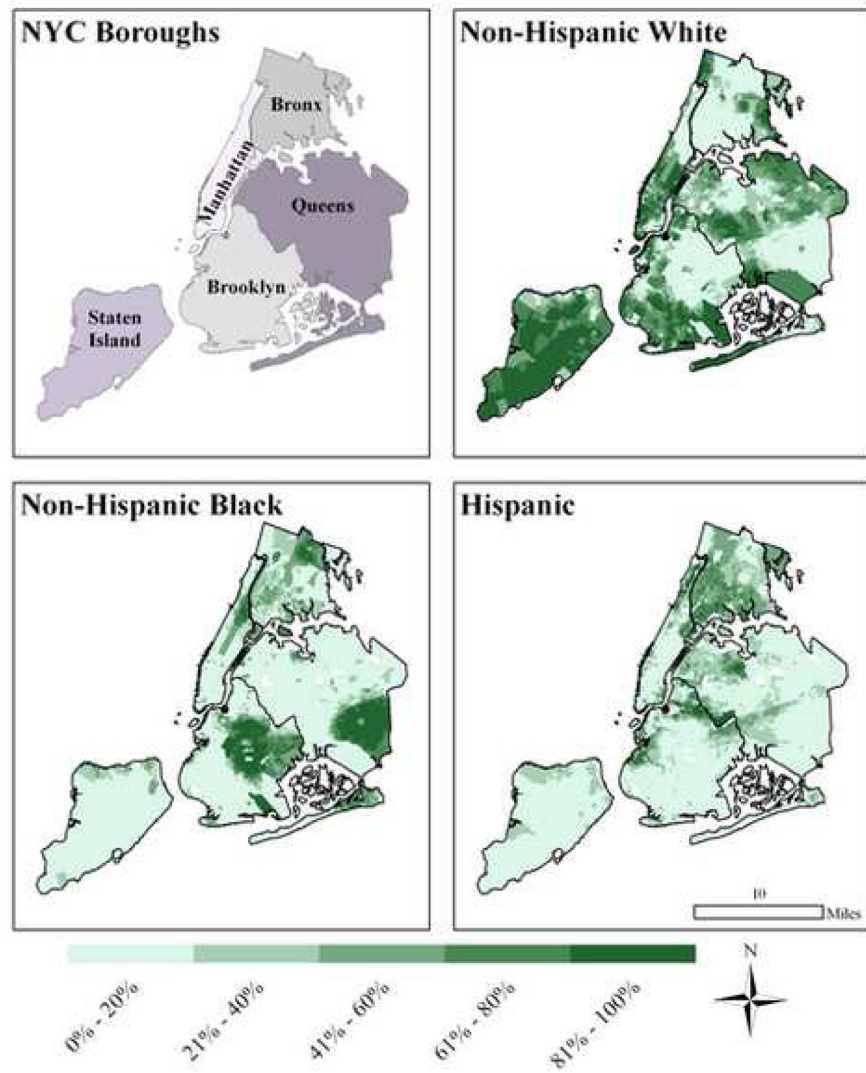 NYC Boroughs
Bronx
Manhattan
Queens
Brooklyn
Staten
Island
Non-Hispanic White
Non-Hispanic Black
Hispanic
10
Miles
0% - 20%
21% - 40%
41% - 60%
61% - 80%
81% - 100%
N